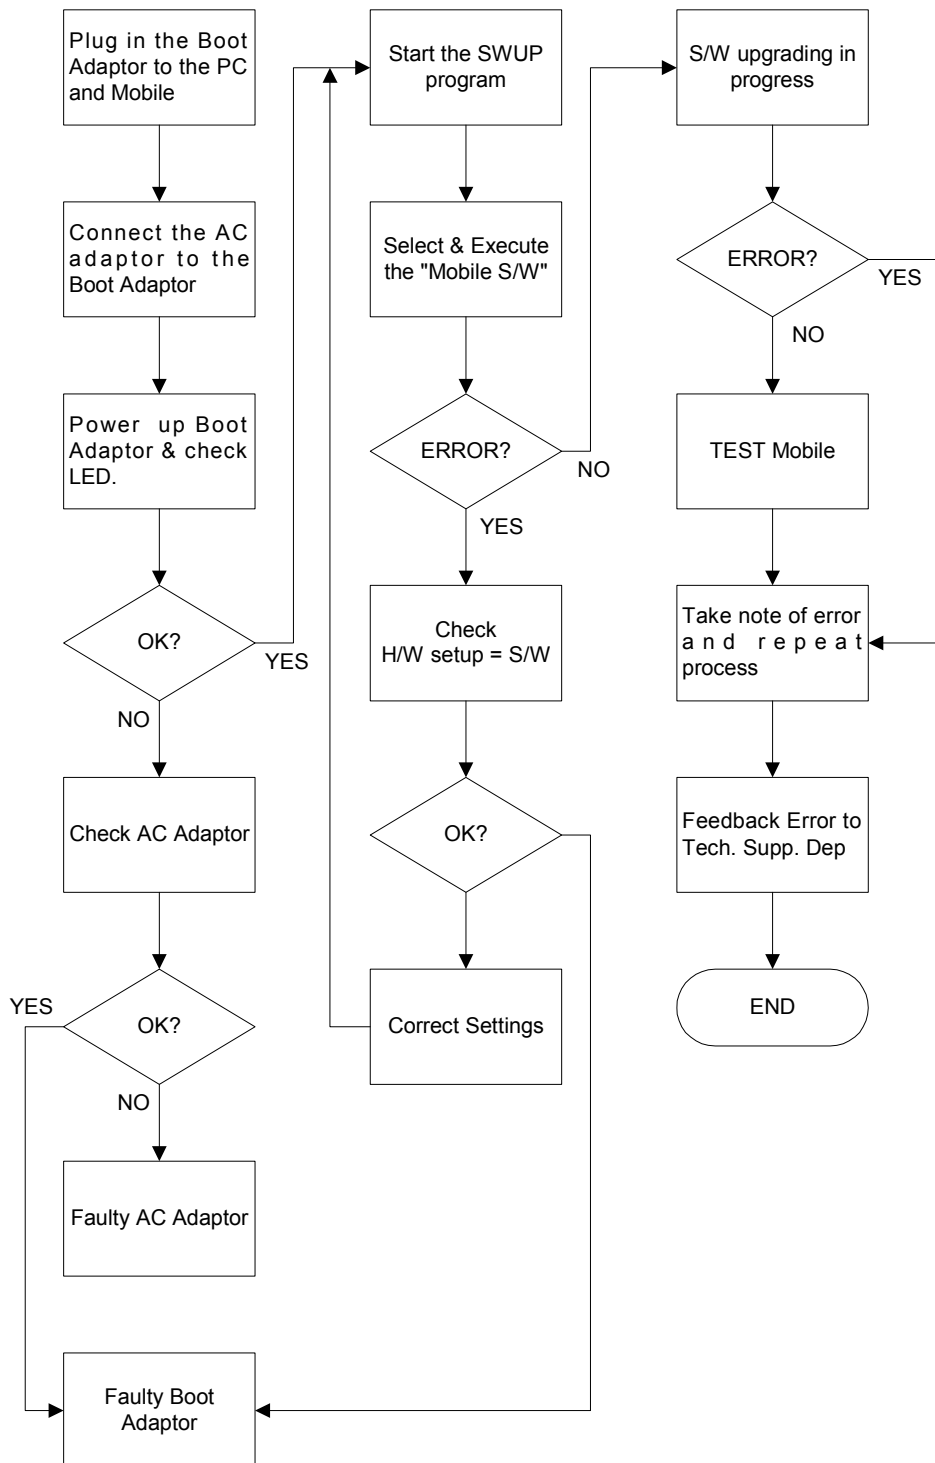 Plug in the Boot
Adaptor to the PC
and Mobile
Connect the AC
adaptor to the
Boot Adaptor
Power up Boot
Adaptor & check
LED.
OK?
YES
NO
Check AC Adaptor
YES
OK?
NO
Faulty AC Adaptor
Faulty Boot
Adaptor
Start the SWUP
program
Select & Execute
the "Mobile S/W"
ERROR?
NO
YES
Check
H/W setup = S/W
OK?
Correct Settings
S/W upgrading in
progress
ERROR?
YES
NO
TEST Mobile
Take note of error
and repeat
process
Feedback Error to
Tech. Supp. Dep
END